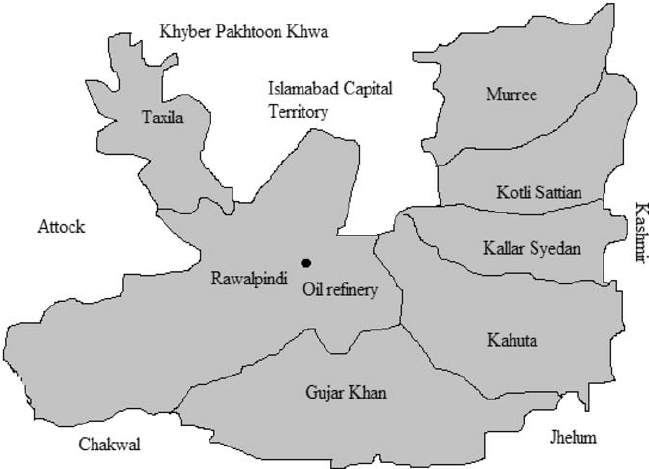 Khyber Pakhtoon Khwa
Islamabad Capital
Territory
Murree
Taxila
Kotli Sattian
Attock
Kashmir
Kallar Syedan
Rawalpindi
Oil refinery
Kahuta
Gujar Khan
Chakwal
Jhelum